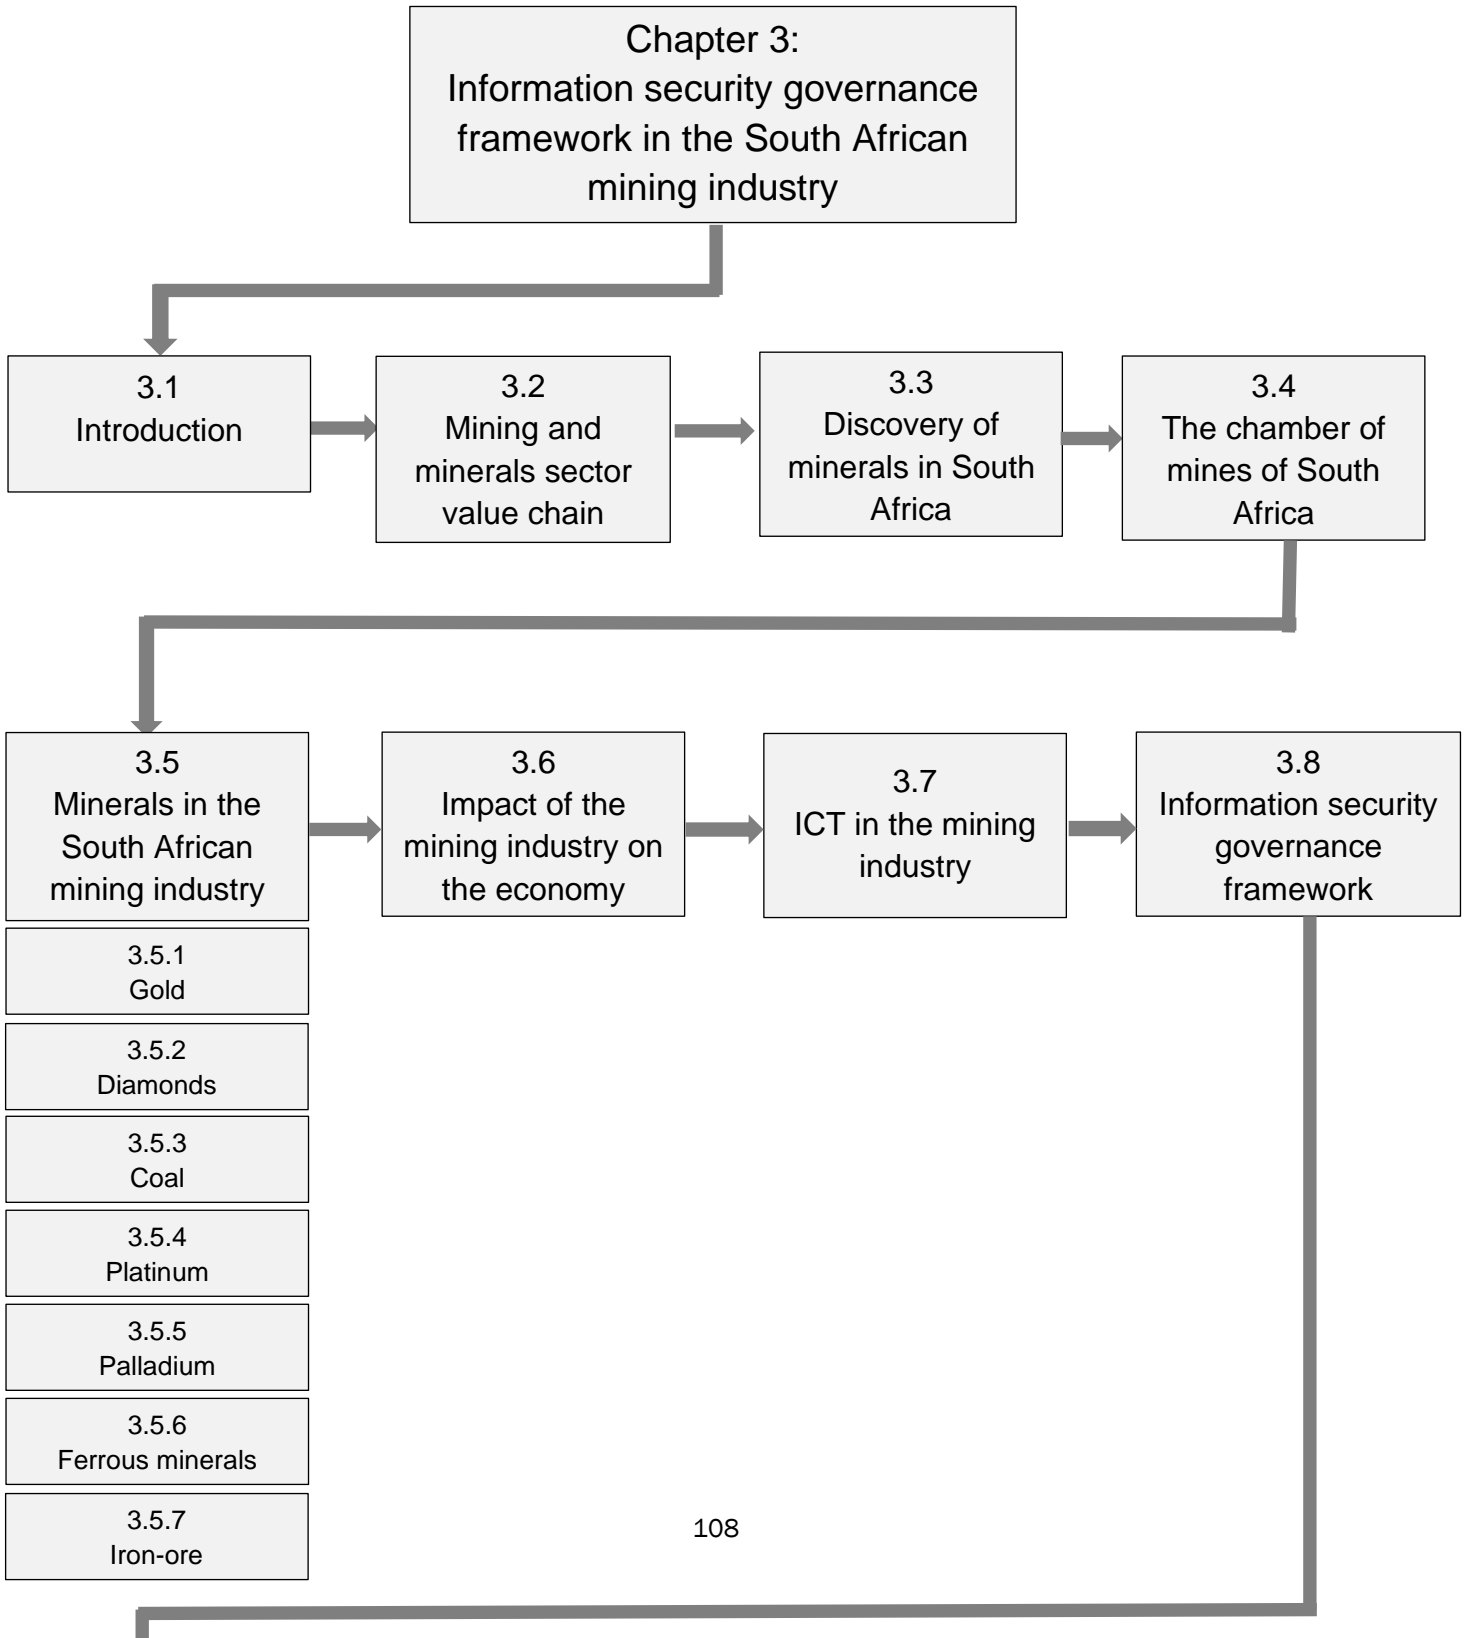 Chapter 3:
Information security governance
framework in the South African
mining industry
3.1
Introduction
3.2
Mining and
minerals sector
value chain
3.3
Discovery of
minerals in South
Africa
3.4
The chamber of
mines of South
Africa
3.5
Minerals in the
South African
mining industry
3.5.1
Gold
3.5.2
Diamonds
3.5.3
Coal
3.5.4
Platinum
3.5.5
Palladium
3.5.6
Ferrous minerals
3.5.7
Iron-ore
3.6
Impact of the
mining industry on
the economy
3.7
ICT in the mining
industry
3.8
Information security
governance
framework
108